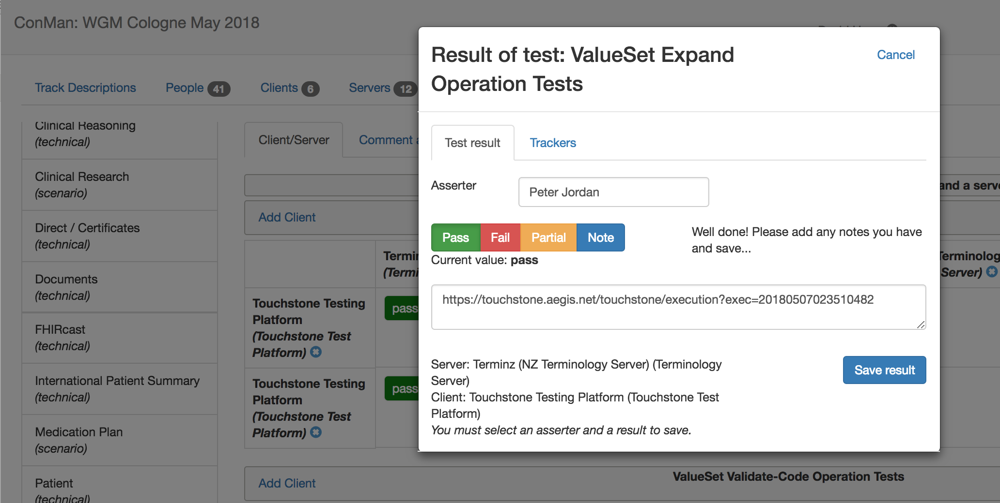 ConMan: WGM Cologne May 2018
Track Descriptions
People 41
Clients 6
Servers 12
Clinical Reasoning
(technical)
Clinical Research
(scenario)
Direct / Certificates
(technical)
Documents
(technical)
FHIRcast
(technical)
International Patient Summary
(technical)
Medication Plan
(scenario)
Patient
(technical)
Client/Server
Comment
Add Client
Touchstone Testing
Platform
(Touchstone Test
Platform)
pass
Touchstone Testing
Platform
(Touchstone Test
Platform)
pass
Add Client
ValueSet Validate-Code Operation Tests
and a serve
Terminolog
Server)
Result of test: ValueSet Expand
Operation Tests
Cancel
Test result
Trackers
Asserter
Peter Jordan
Pass
Fail
Partial
Note
Current value: pass
Well done! Please add any notes you have
and save...
https://touchstone.aegis.net/touchstone/execution?exec=20180507023510482
Server: Terminz (NZ Terminology Server) (Terminology
Server)
Client: Touchstone Testing Platform (Touchstone Test
Platform)
You must select an asserter and a result to save.
Save result